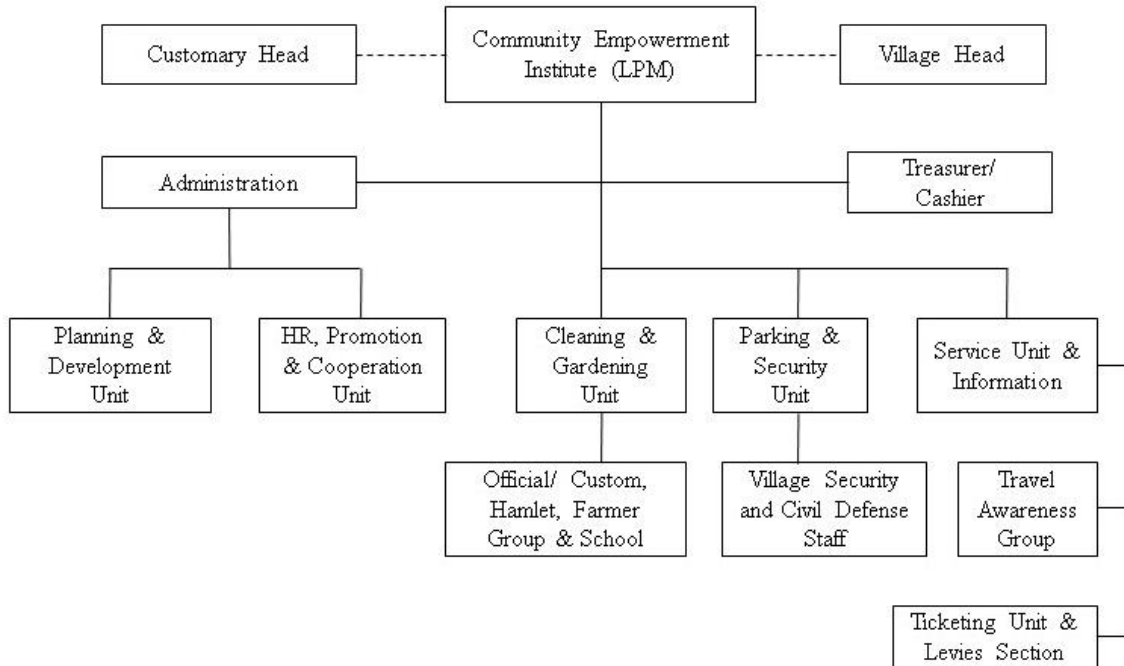 Customary Head
Community Empowerment
Institute (LPM)
Village Head
Administration
Treasurer/
Cashier
Planning &
Development
Unit
HR, Promotion
& Cooperation
Unit
Cleaning &
Gardening
Unit
Parking &
Security
Unit
Service Unit &
Information
Official/ Custom,
Hamlet, Farmer
Group & School
Village Security
and Civil Defense
Staff
Travel
Awareness
Group
Ticketing Unit &
Levies Section